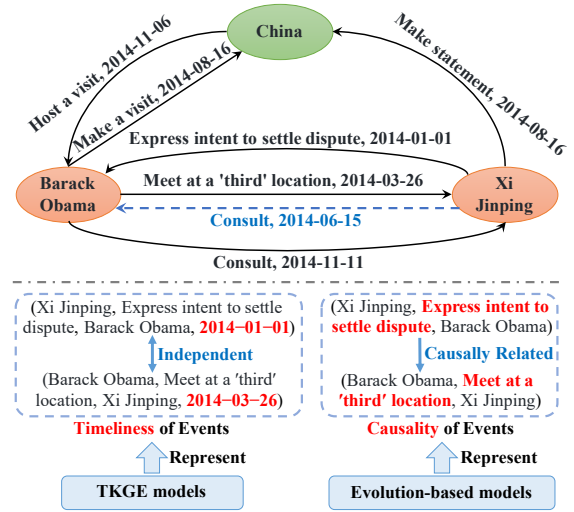 China
Host a visit, 2014-11-06
Make a visit, 2014-08-16
Make statement, 2014-08-16
Express intent to settle dispute, 2014-01-01
Barack
Obama
Meet at a 'third' location, 2014-03-26
Xi
Jinping
Consult, 2014-06-15
Consult, 2014-11-11
(Xi Jinping, Express intent to settle
dispute, Barack Obama, 2014−01−01)
Independent
(Barack Obama, Meet at a 'third'
location, Xi Jinping, 2014−03−26)
Timeliness of Events
Represent
TKGE models
(Xi Jinping, Express intent to
settle dispute, Barack Obama)
Causally Related
(Barack Obama, Meet at a
'third' location, Xi Jinping)
Causality of Events
Represent
Evolution-based models